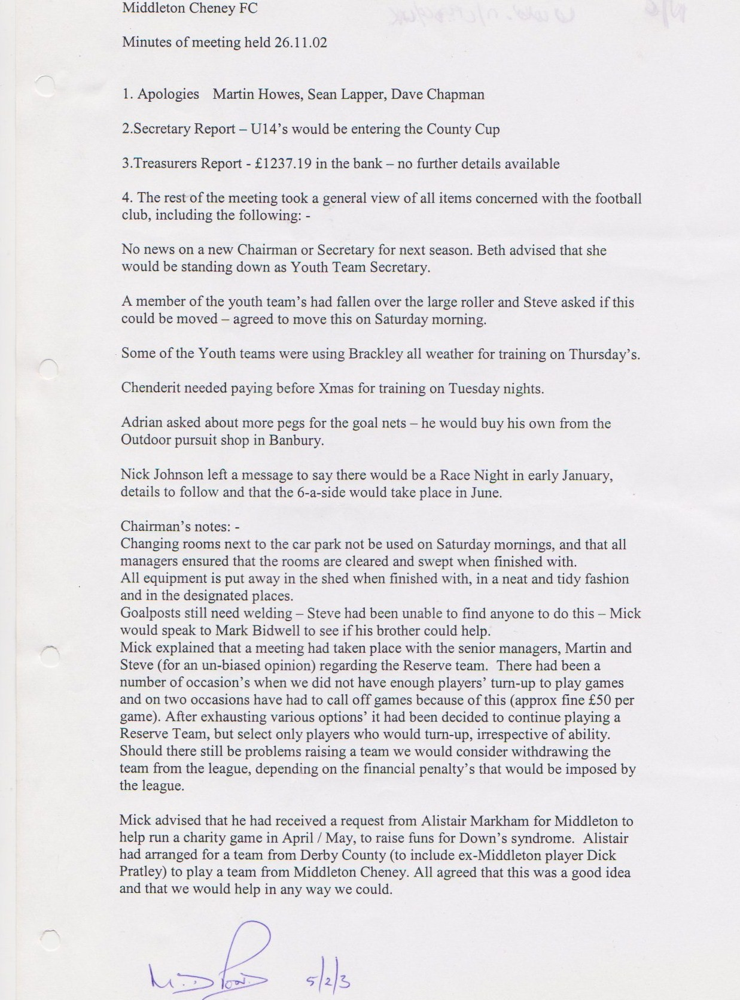 Middleton Cheney FC
Minutes of meeting held 26.11.02
1. Apologies Martin Howes, Sean Lapper, Dave Chapman
2.Secretary Report – U14’s would be entering the County Cup
3.Treasurers Report - £1237.19 in the bank – no further details available
4. The rest of the meeting took a general view of all items concerned with the football
club, including the following: -
No news on a new Chairman or Secretary for next season. Beth advised that she
would be standing down as Youth Team Secretary.
A member of the youth team’s had fallen over the large roller and Steve asked if this
could be moved – agreed to move this on Saturday morning.
Some of the Youth teams were using Brackley all weather for training on Thursday’s.
Chenderit needed paying before Xmas for training on Tuesday nights.
Adrian asked about more pegs for the goal nets – he would buy his own from the
Outdoor pursuit shop in Banbury.
Nick Johnson left a message to say there would be a Race Night in early January,
details to follow and that the 6-a-side would take place in June.
Chairman’s notes: -
Changing rooms next to the car park not be used on Saturday mornings, and that all
managers ensured that the rooms are cleared and swept when finished with.
All equipment is put away in the shed when finished with, in a neat and tidy fashion
and in the designated places.
Goalposts still need welding – Steve had been unable to find anyone to do this – Mick
would speak to Mark Bidwell to see if his brother could help.
Mick explained that a meeting had taken place with the senior managers, Martin and
Steve (for an un-biased opinion) regarding the Reserve team. There had been a
number of occasion’s when we did not have enough players’ turn-up to play games
and on two occasions have had to call off games because of this (approx fine £50 per
game). After exhausting various options’ it had been decided to continue playing a
Reserve Team, but select only players who would turn-up, irrespective of ability.
Should there still be problems raising a team we would consider withdrawing the
team from the league, depending on the financial penalty’s that would be imposed by
the league.
Mick advised that he had received a request from Alistair Markham for Middleton to
help run a charity game in April / May, to raise funs for Down’s syndrome. Alistair
had arranged for a team from Derby County (to include ex-Middleton player Dick
Pratley) to play a team from Middleton Cheney. All agreed that this was a good idea
and that we would help in any way we could.
5/2/3